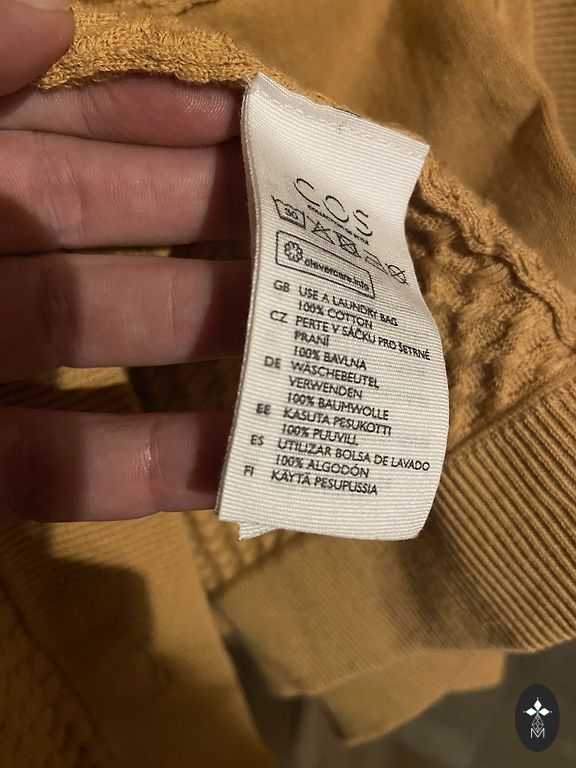 COS
30
clevercare.info
GB USE A LAUNDRY BAG
100% COTTON
CZ PERTE V SÁČKU PRO ŠETRNÉ
PRANÍ
100% BAVLNA
DE WÄSCHEBEUTEL
VERWENDEN
100% BAUMWOLLE
EE KASUTA PESUKOTTI
100% PUUVILL
ES UTILIZAR BOLSA DE LAVADO
100% ALGODÓN
FI KÄYTÄ PESUPUSSIA
M